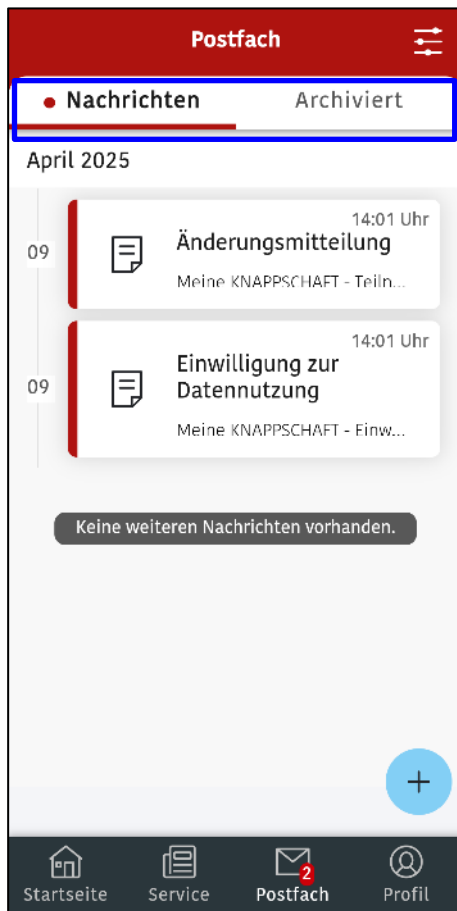 Postfach
Nachrichten Archiviert
April 2025
14:01 Uhr
09 Änderungsmitteilung
Meine KNAPPSCHAFT - Teiln...
14:01 Uhr
Einwilligung zur
09 Datennutzung
Meine KNAPPSCHAFT - Einw...
Keine weiteren Nachrichten vorhanden.
+
2
Startseite Service Postfach Profil